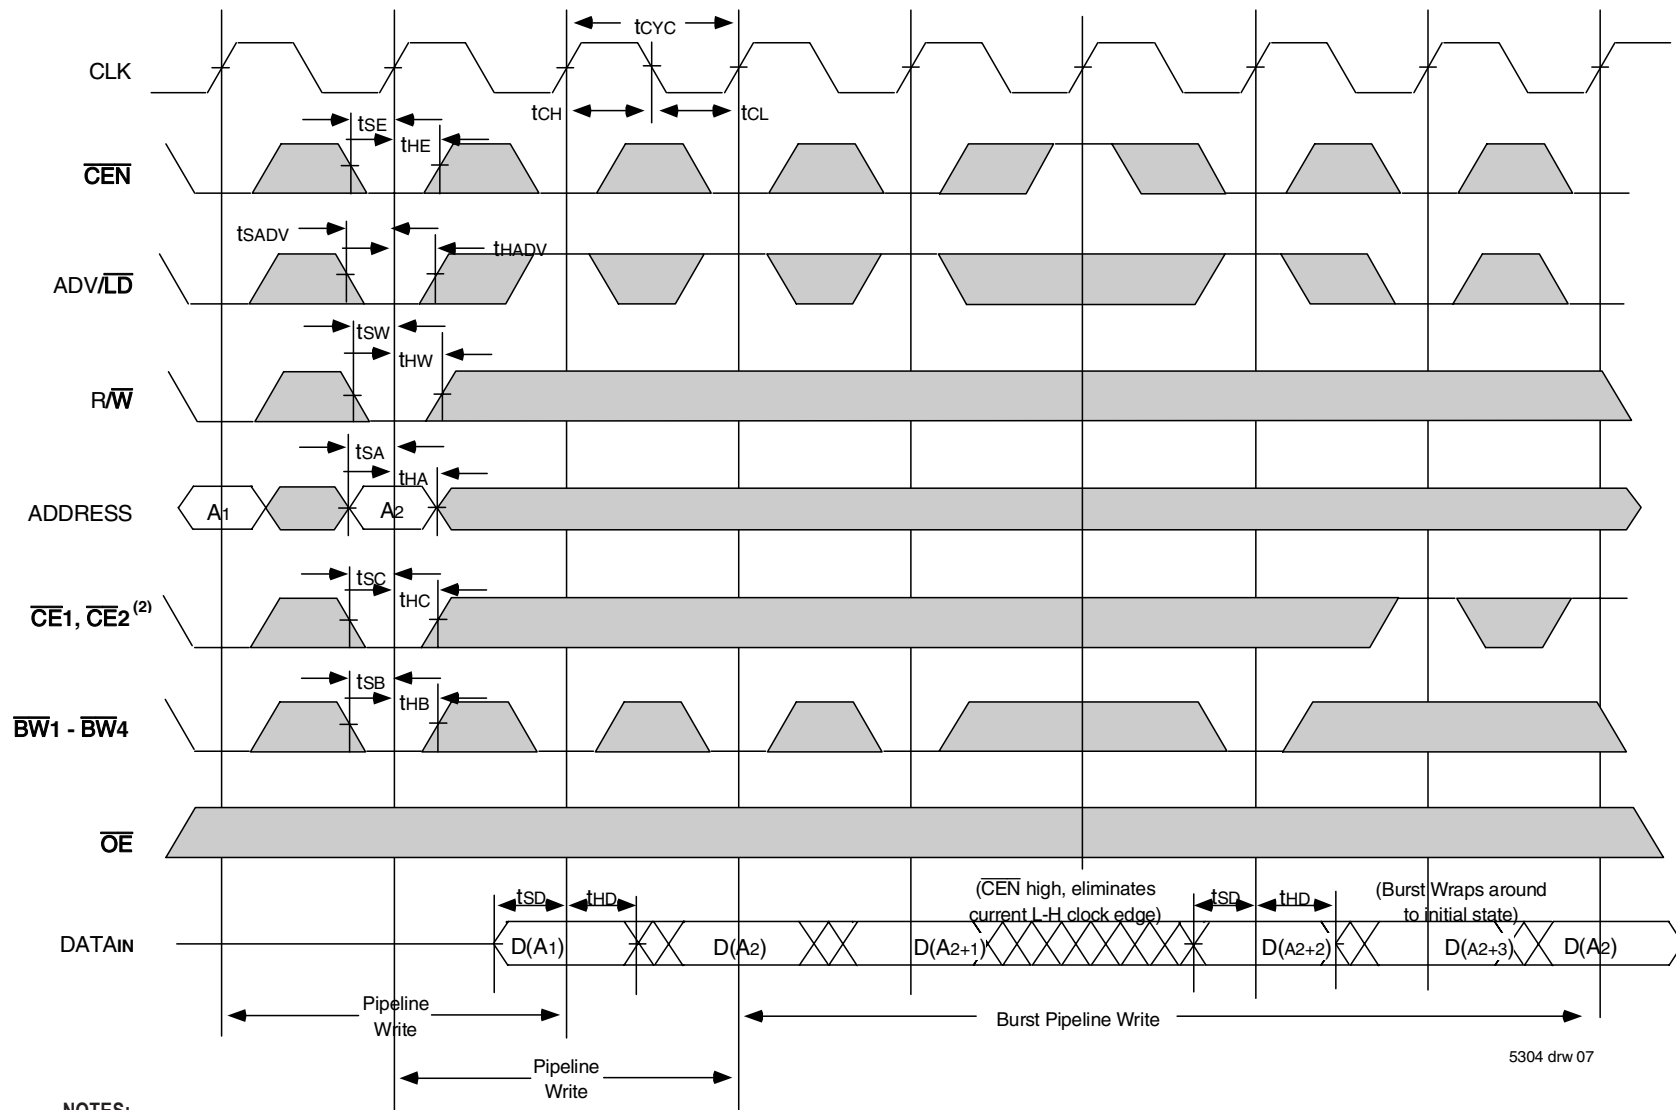 tCYC
CLK
tCH
tCL
tSE
tHE
CEN
tSADV
tHADV
ADV/LD
tSW
tHW
R/W
tSA
tHA
ADDRESS
A1
A2
tSC
tHC
CE1, CE2 (2)
tSB
tHB
BW1 - BW4
OE
(CEN high, eliminates
current L-H clock edge)
(Burst Wraps around
to initial state)
tSD
tHD
tSD
tHD
DATAIN
D(A1)
D(A2)
D(A2+1)
D(A2+2)
D(A2+3)
D(A2)
Pipeline
Write
Burst Pipeline Write
5304 drw 07
Pipeline
Write
NOTES: